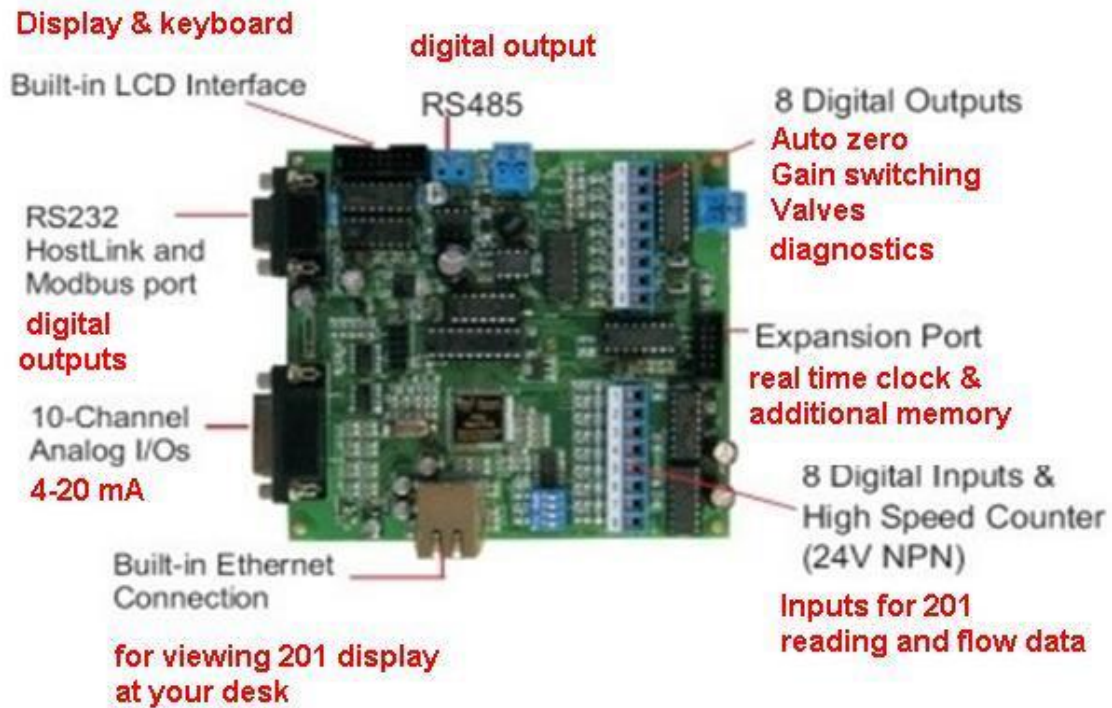 Display & keyboard
Built-in LCD Interface
digital output
RS485
8 Digital Outputs
Auto zero
Gain switching
Valves
diagnostics
RS232
HostLink and
Modbus port
digital
outputs
Expansion Port
real time clock &
additional memory
10-Channel
Analog I/Os
4-20 mA
8 Digital Inputs &
High Speed Counter
(24V NPN)
Inputs for 201
reading and flow data
Built-in Ethernet
Connection
for viewing 201 display
at your desk